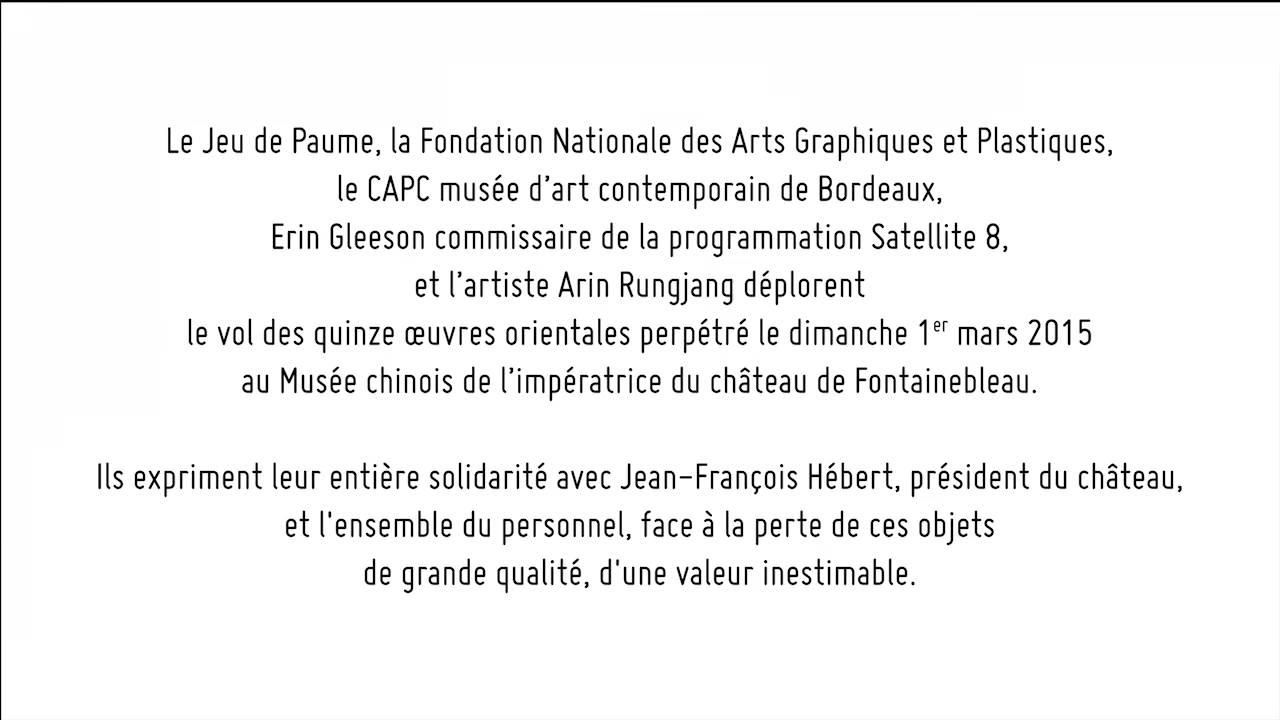 Le Jeu de Paume, la Fondation Nationale des Arts Graphiques et Plastiques,
le CAPC musée d’art contemporain de Bordeaux,
Erin Gleeson commissaire de la programmation Satellite 8,
et l’artiste Arin Rungjang déplorent
le vol des quinze œuvres orientales perpétré le dimanche 1er mars 2015
au Musée chinois de l’impératrice du château de Fontainebleau.
Ils expriment leur entière solidarité avec Jean-François Hébert, président du château,
et l'ensemble du personnel, face à la perte de ces objets
de grande qualité, d'une valeur inestimable.